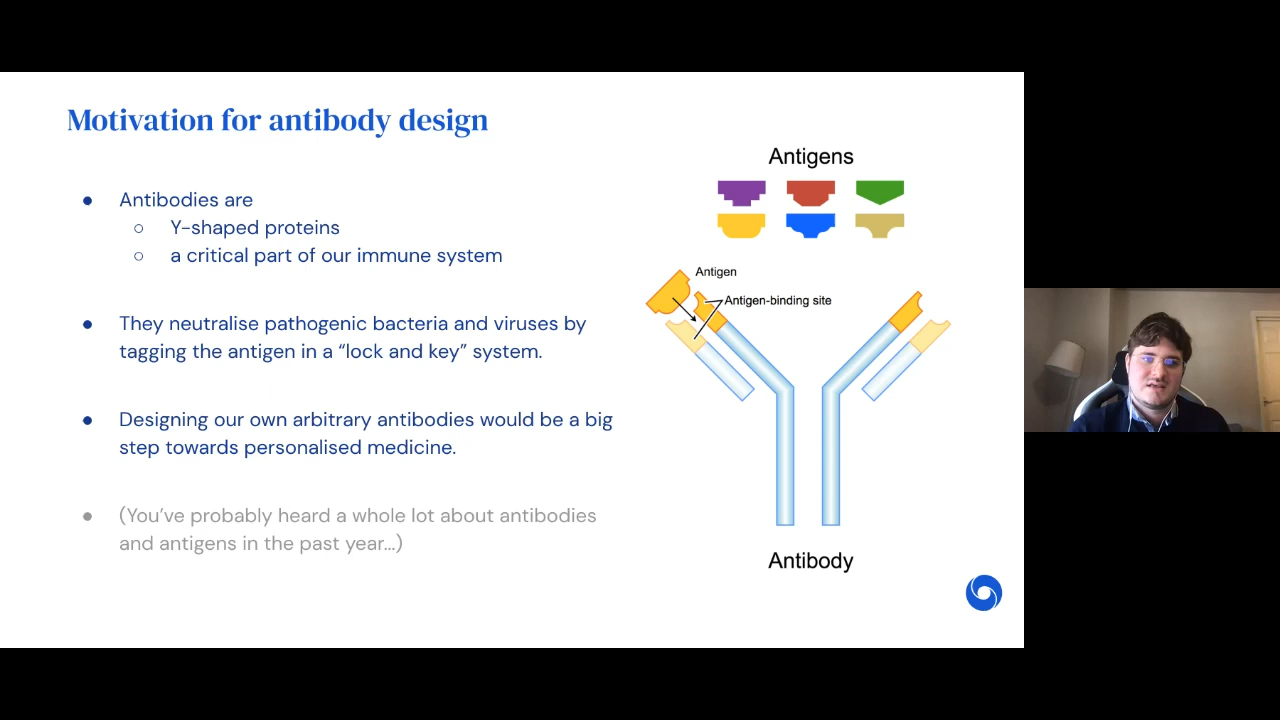 Motivation for antibody design
● Antibodies are
○ Y-shaped proteins
○ a critical part of our immune system
● They neutralise pathogenic bacteria and viruses by
tagging the antigen in a “lock and key” system.
● Designing our own arbitrary antibodies would be a big
step towards personalised medicine.
● (You’ve probably heard a whole lot about antibodies
and antigens in the past year...)
Antigens
Antigen
Antigen-binding site
Antibody